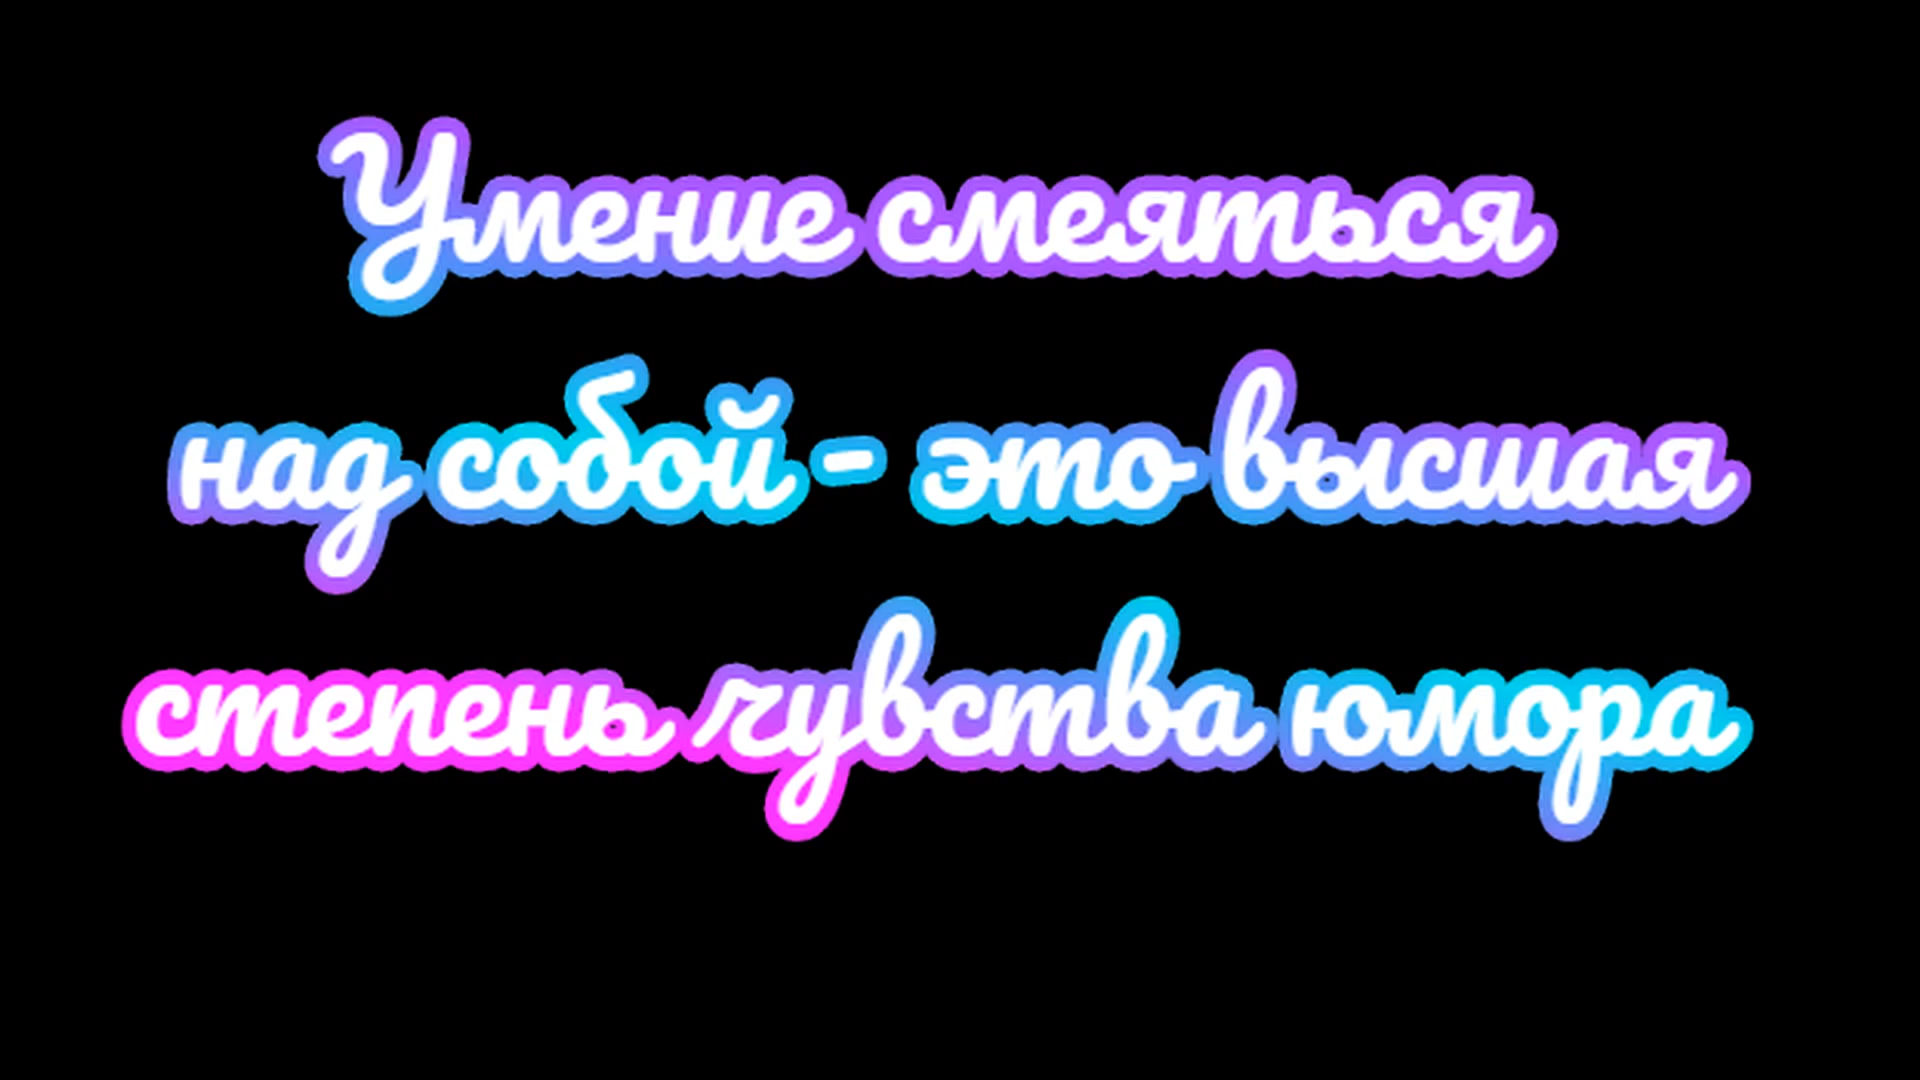 Умение смеяться
над собой - это высшая
степень чувства юмора